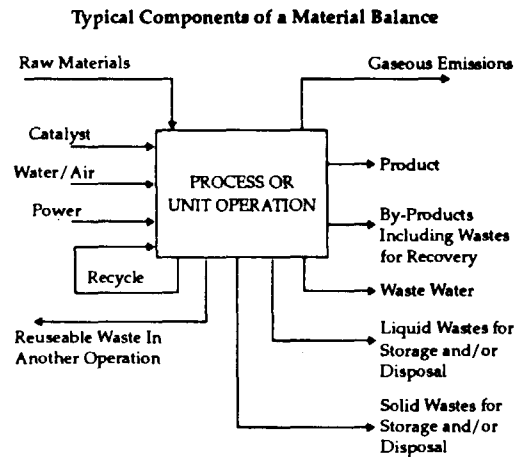 Typical Components of a Material Balance
Raw Materials
Gaseous Emissions
Catalyst
Water/Air
Power
Recycle
PROCESS OR
UNIT OPERATION
Product
By-Products
Including Wastes
for Recovery
Waste Water
Reuseable Waste In
Another Operation
Liquid Wastes for
Storage and/or
Disposal
Solid Wastes for
Storage and/or
Disposal